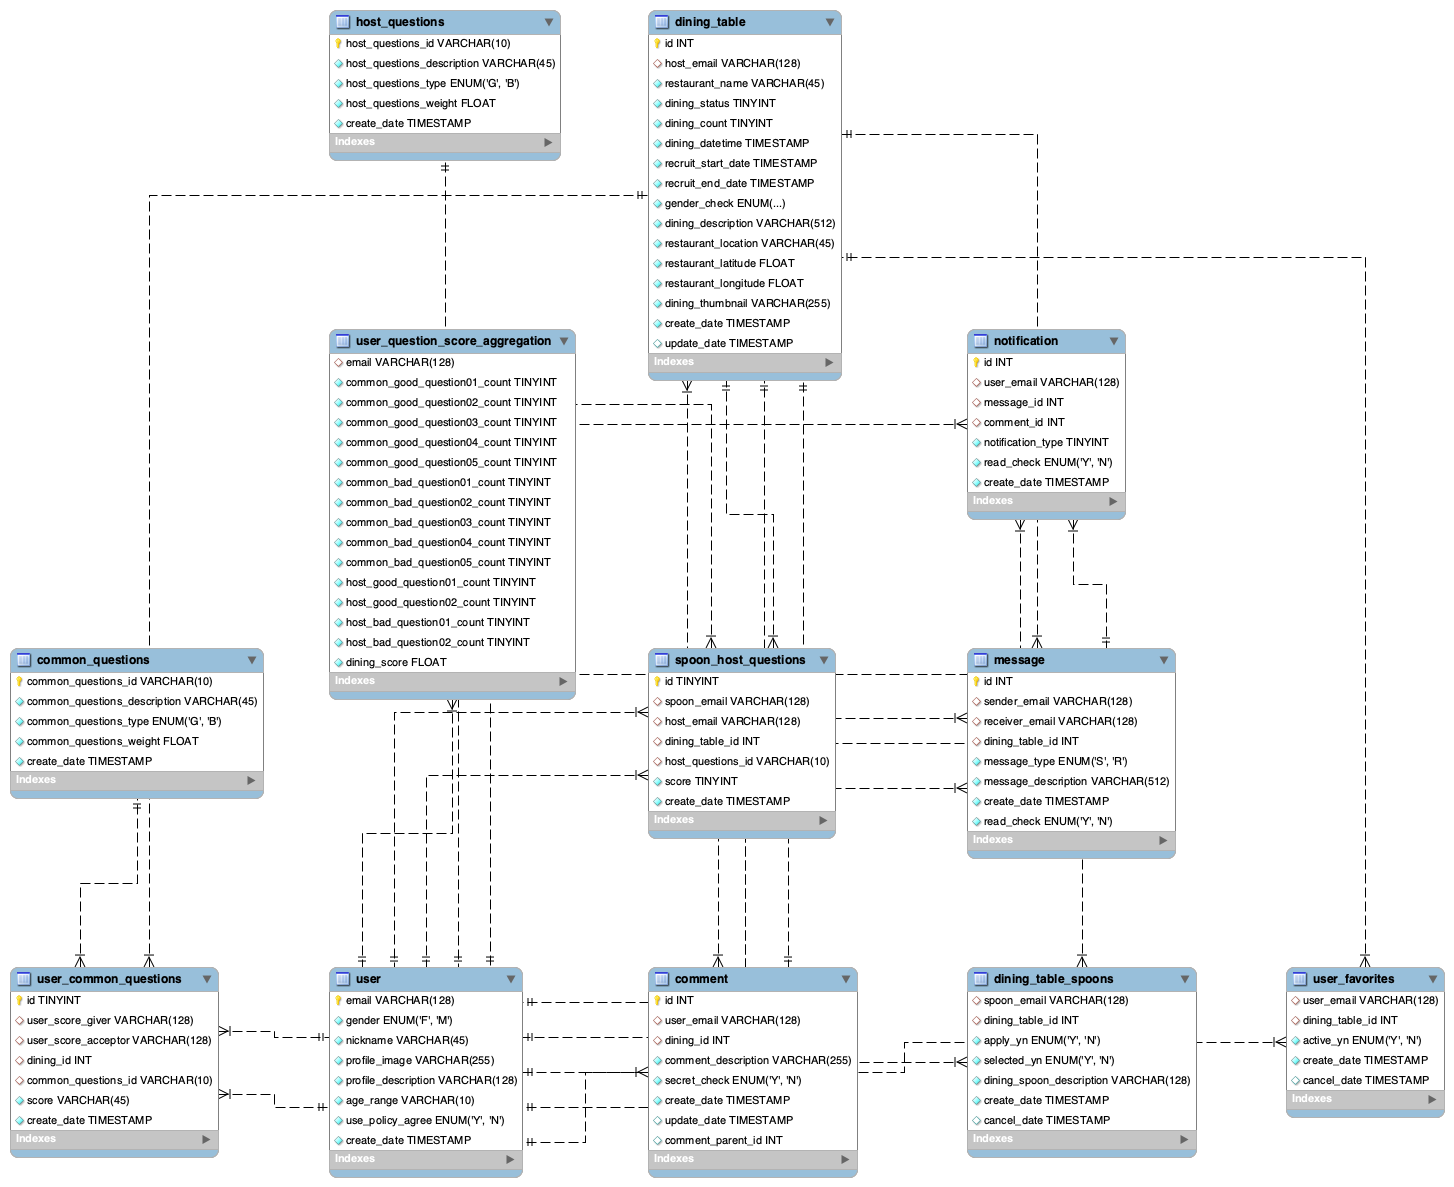 host_questions
host_questions_id VARCHAR(10)
host_questions_description VARCHAR(45)
host_questions_type ENUM('G', 'B')
host_questions_weight FLOAT
create_date TIMESTAMP
Indexes
dining_table
id INT
host_email VARCHAR(128)
restaurant_name VARCHAR(45)
dining_status TINYINT
dining_count TINYINT
dining_datetime TIMESTAMP
recruit_start_date TIMESTAMP
recruit_end_date TIMESTAMP
gender_check ENUM(...)
dining_description VARCHAR(512)
restaurant_location VARCHAR(45)
restaurant_latitude FLOAT
restaurant_longitude FLOAT
dining_thumbnail VARCHAR(255)
create_date TIMESTAMP
update_date TIMESTAMP
Indexes
user_question_score_aggregation
email VARCHAR(128)
common_good_question01_count TINYINT
common_good_question02_count TINYINT
common_good_question03_count TINYINT
common_good_question04_count TINYINT
common_good_question05_count TINYINT
common_bad_question01_count TINYINT
common_bad_question02_count TINYINT
common_bad_question03_count TINYINT
common_bad_question04_count TINYINT
common_bad_question05_count TINYINT
host_good_question01_count TINYINT
host_good_question02_count TINYINT
host_bad_question01_count TINYINT
host_bad_question02_count TINYINT
dining_score FLOAT
Indexes
notification
id INT
user_email VARCHAR(128)
message_id INT
comment_id INT
notification_type TINYINT
read_check ENUM('Y', 'N')
create_date TIMESTAMP
Indexes
common_questions
common_questions_id VARCHAR(10)
common_questions_description VARCHAR(45)
common_questions_type ENUM('G', 'B')
common_questions_weight FLOAT
create_date TIMESTAMP
Indexes
spoon_host_questions
id TINYINT
spoon_email VARCHAR(128)
host_email VARCHAR(128)
dining_table_id INT
host_questions_id VARCHAR(10)
score TINYINT
create_date TIMESTAMP
Indexes
message
id INT
sender_email VARCHAR(128)
receiver_email VARCHAR(128)
dining_table_id INT
message_type ENUM('S', 'R')
message_description VARCHAR(512)
create_date TIMESTAMP
read_check ENUM('Y', 'N')
Indexes
user_common_questions
id TINYINT
user_score_giver VARCHAR(128)
user_score_acceptor VARCHAR(128)
dining_id INT
common_questions_id VARCHAR(10)
score VARCHAR(45)
create_date TIMESTAMP
Indexes
user
email VARCHAR(128)
gender ENUM('F', 'M')
nickname VARCHAR(45)
profile_image VARCHAR(255)
profile_description VARCHAR(128)
age_range VARCHAR(10)
use_policy_agree ENUM('Y', 'N')
create_date TIMESTAMP
Indexes
comment
id INT
user_email VARCHAR(128)
dining_id INT
comment_description VARCHAR(255)
secret_check ENUM('Y', 'N')
create_date TIMESTAMP
update_date TIMESTAMP
comment_parent_id INT
Indexes
dining_table_spoons
spoon_email VARCHAR(128)
dining_table_id INT
apply_yn ENUM('Y', 'N')
selected_yn ENUM('Y', 'N')
dining_spoon_description VARCHAR(128)
create_date TIMESTAMP
cancel_date TIMESTAMP
Indexes
user_favorites
user_email VARCHAR(128)
dining_table_id INT
active_yn ENUM('Y', 'N')
create_date TIMESTAMP
cancel_date TIMESTAMP
Indexes